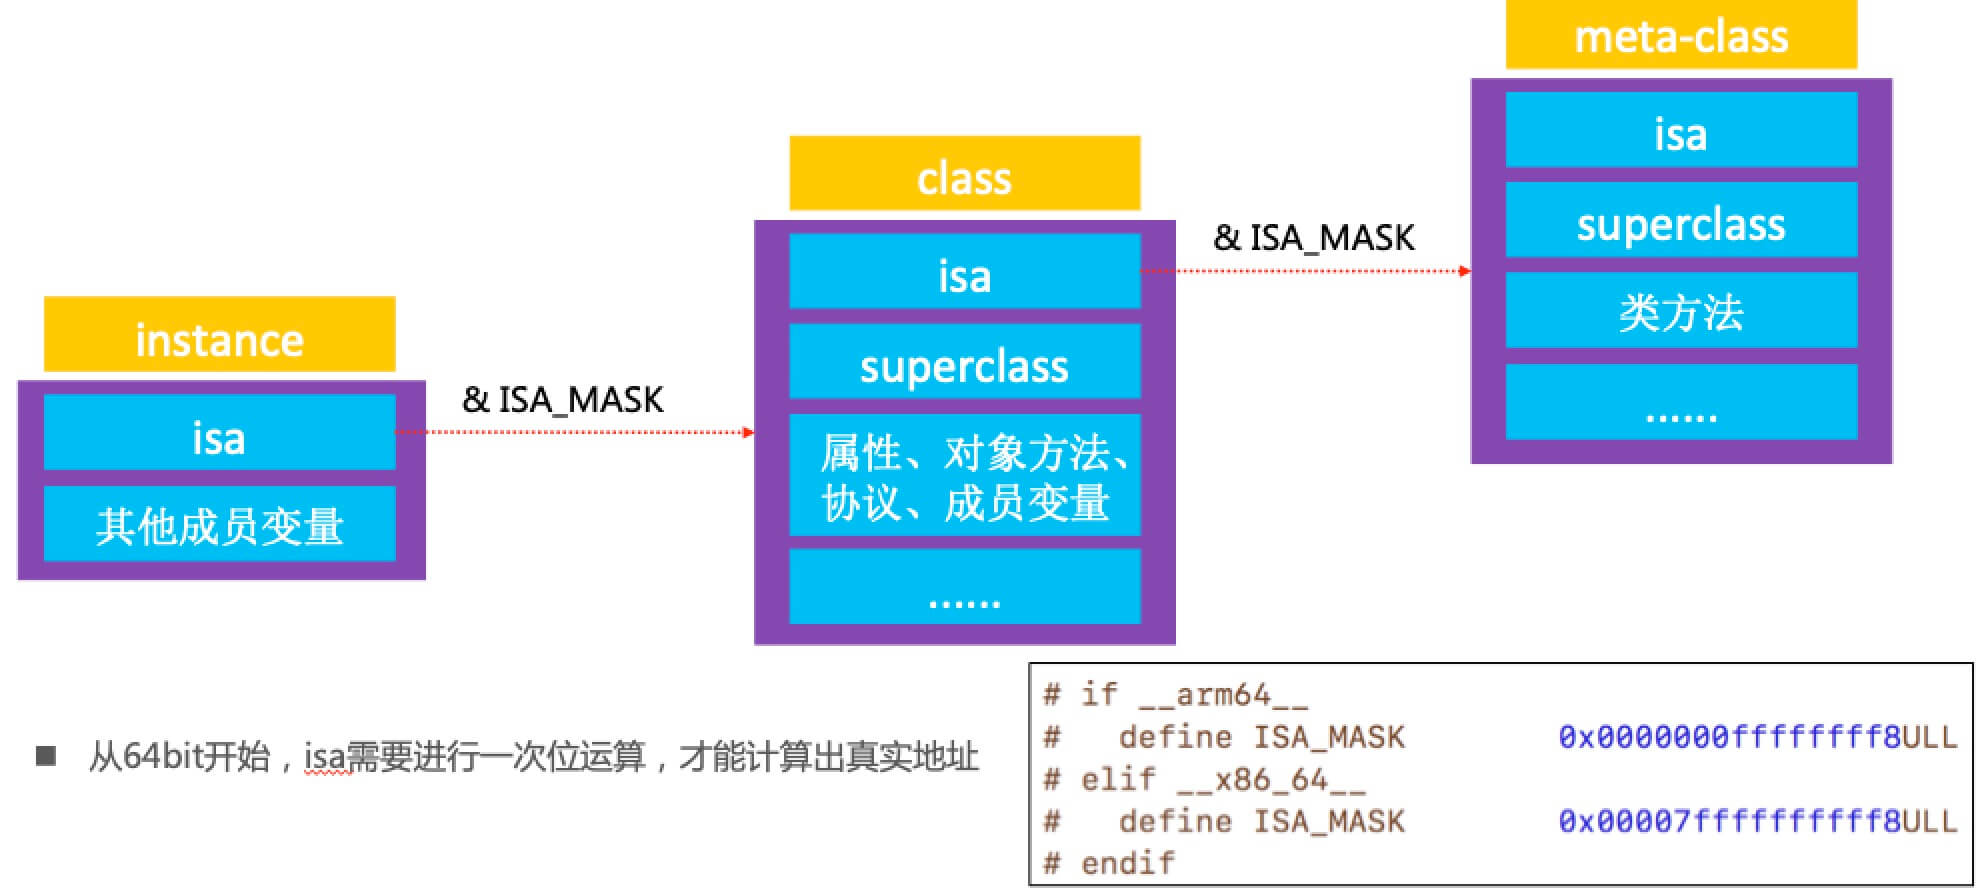 instance
isa
其他成员变量
& ISA_MASK
class
isa
superclass
属性、对象方法、
协议、成员变量
......
& ISA_MASK
meta-class
isa
superclass
类方法
......
■ 从64bit开始，isa需要进行一次位运算，才能计算出真实地址
# if __arm64__
#   define ISA_MASK        0x0000000ffffffff8ULL
# elif __x86_64__
#   define ISA_MASK        0x00007ffffffffff8ULL
# endif